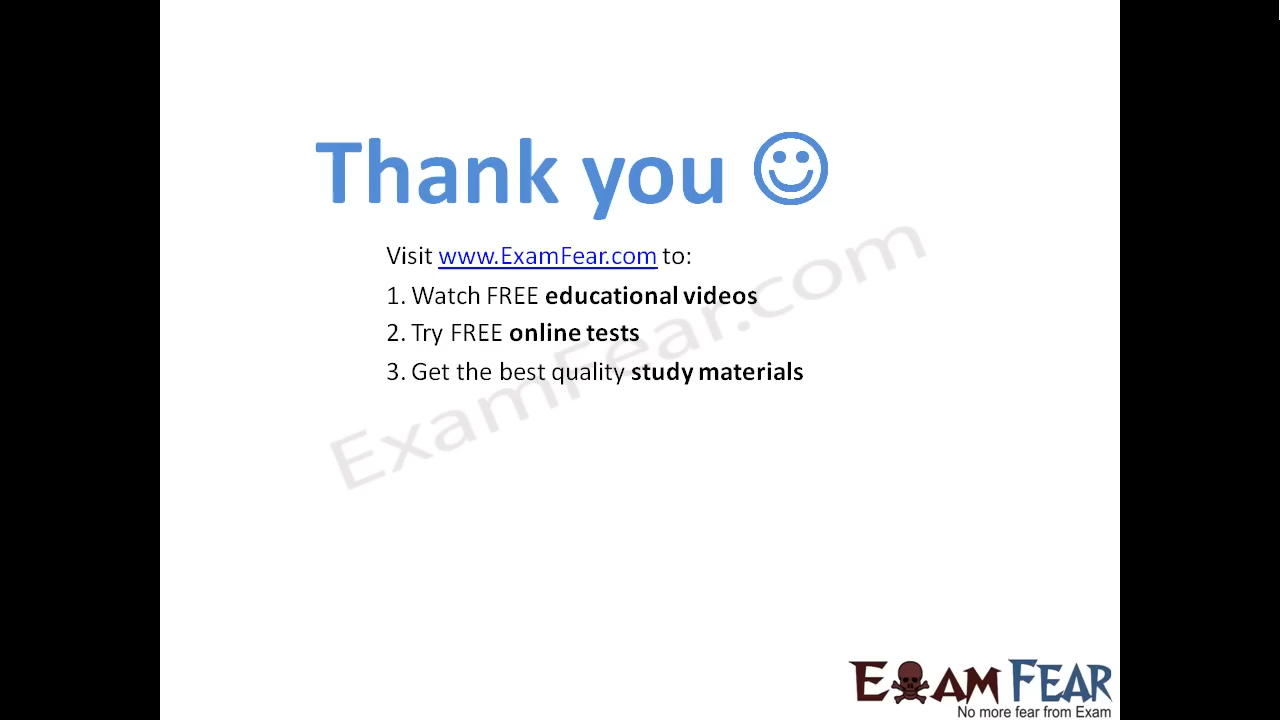 Thank you ☺
Visit www.ExamFear.com to:
1. Watch FREE educational videos
2. Try FREE online tests
3. Get the best quality study materials
ExamFear.com
EXAM FEAR
No more fear from Exam